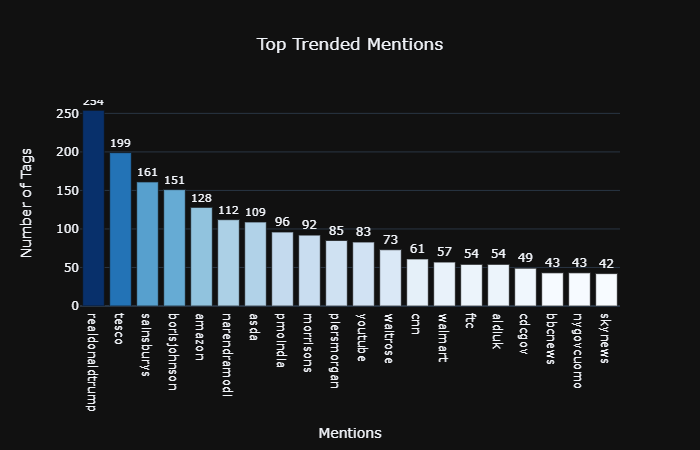 Top Trended Mentions
Number of Tags
250
200
150
100
50
0
254
199
161
151
128
112
109
96
92
85
83
73
61
57
54
54
49
43
43
42
realdonaldtrump
tesco
sainsburys
borisjohnson
amazon
narendramodi
asda
pmoindia
morrisons
piersmorgan
youtube
waitrose
cnn
walmart
ftc
aldiuk
cdcgov
bbcnews
nygovcuomo
skynews
Mentions